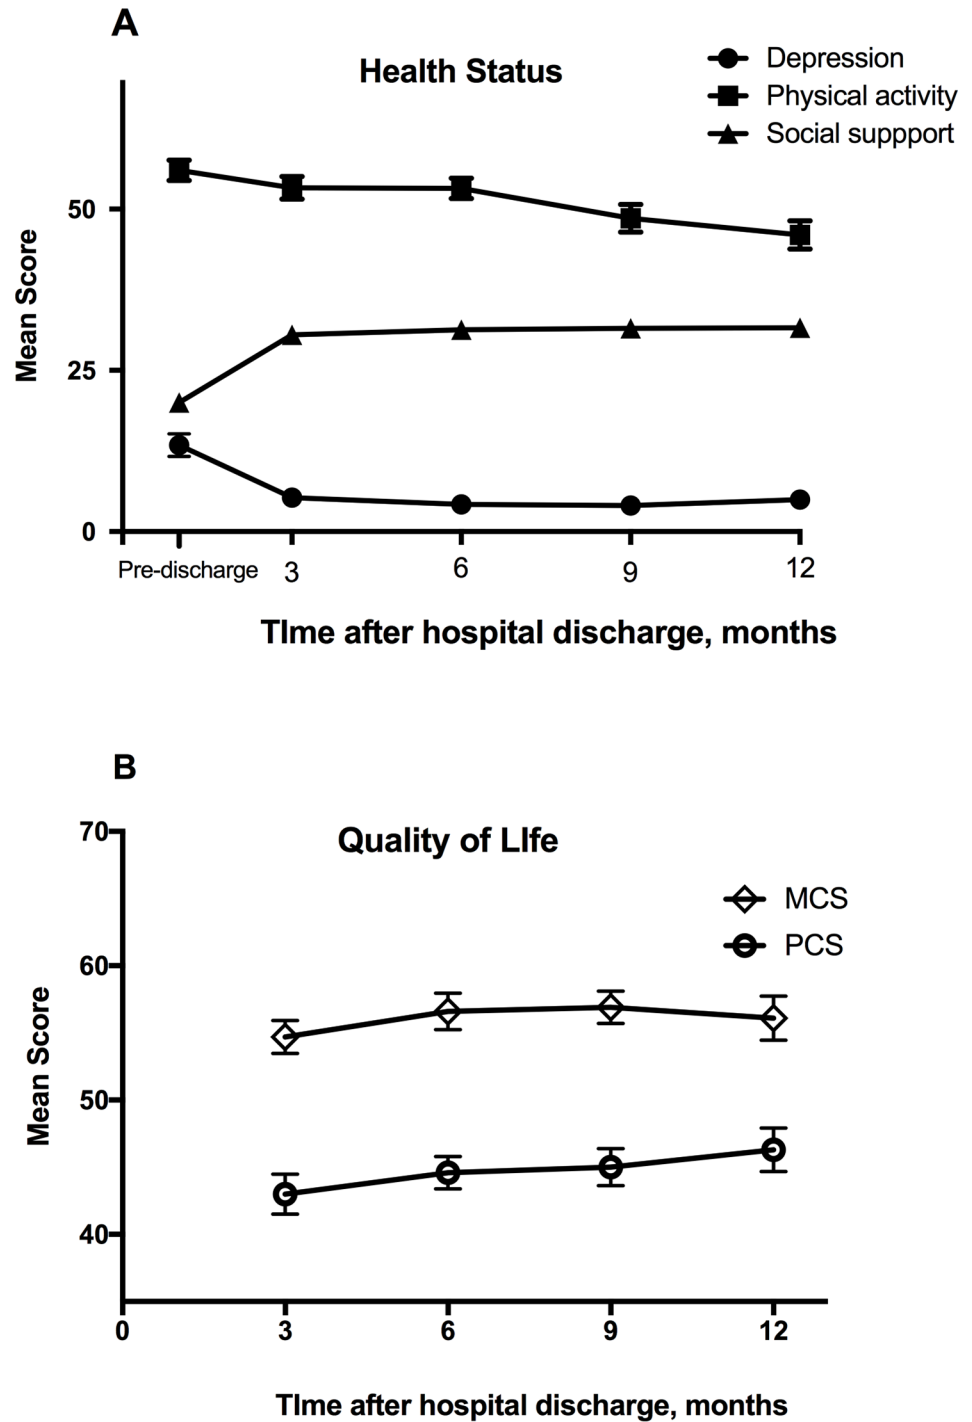 A
Health Status
Depression
Physical activity
Social suppport
50
25
0
Mean Score
Pre-discharge 3 6 9 12
TIme after hospital discharge, months
B
Quality of LIfe
MCS
PCS
70
60
50
40
Mean Score
0 3 6 9 12
TIme after hospital discharge, months